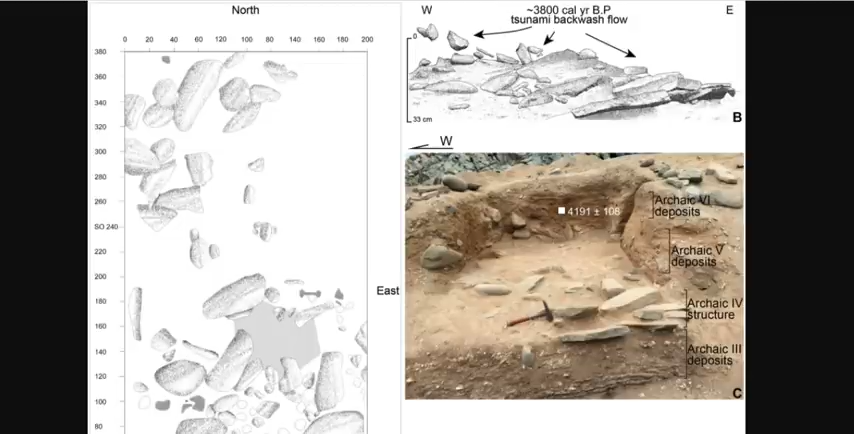 North
380
360
340
320
300
280
260
SO 240
220
200
180
160
140
120
100
80
0
20
40
60
120
100
120
140
160
180
200
East
W
~3800 cal yr B.P
E
tsunami backwash flow
0
33 cm
B
W
4191 ± 108
Archaic VI
deposits
Archaic V
deposits
Archaic IV
structure
Archaic III
deposits
C